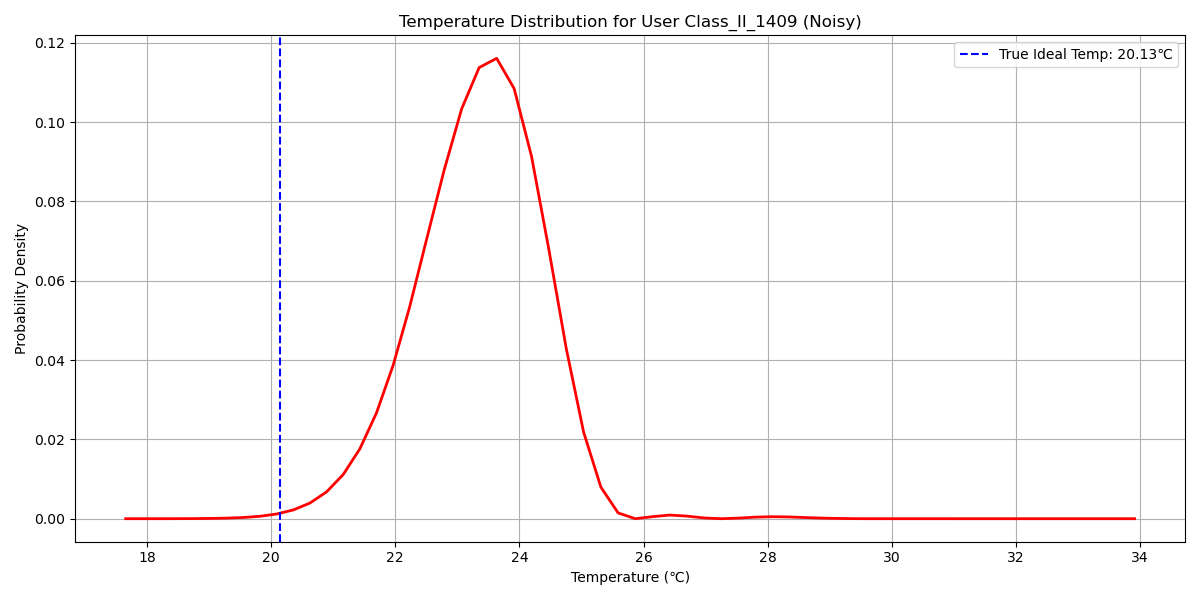 Temperature Distribution for User Class_II_1409 (Noisy)
True Ideal Temp: 20.13℃
0.12
0.10
0.08
0.06
0.04
0.02
0.00
Probability Density
18 20 22 24 26 28 30 32 34
Temperature (℃)